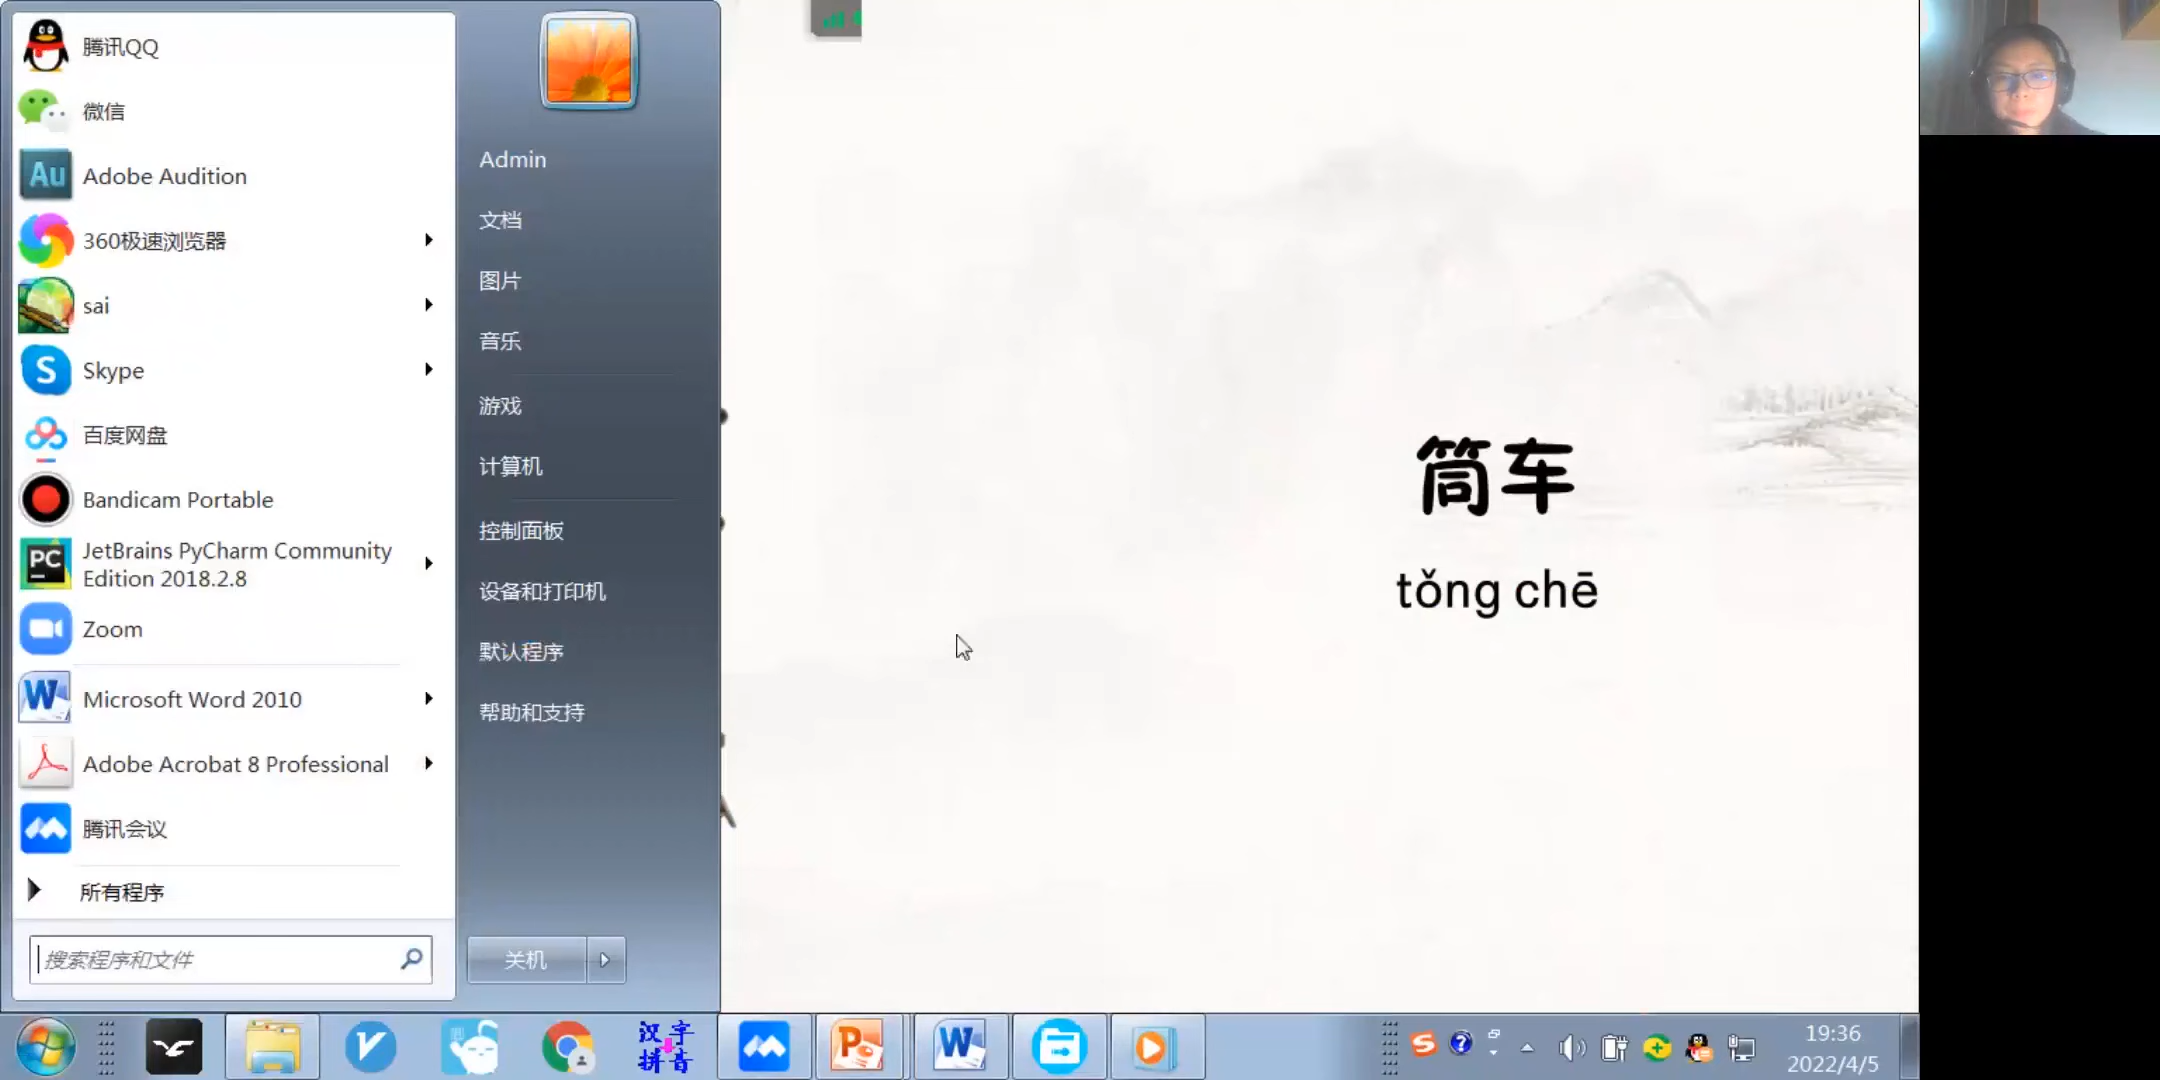 腾讯QQ
微信
Au
Adobe Audition
360极速浏览器
sai
S
Skype
百度网盘
Bandicam Portable
PC
JetBrains PyCharm Community
Edition 2018.2.8
Zoom
W
Microsoft Word 2010
Adobe Acrobat 8 Professional
腾讯会议
所有程序
搜索程序和文件
Admin
文档
图片
音乐
游戏
计算机
控制面板
设备和打印机
默认程序
帮助和支持
关机
筒车
tǒng chē
汉字
拼音
P
W
S
?
19:36
2022/4/5